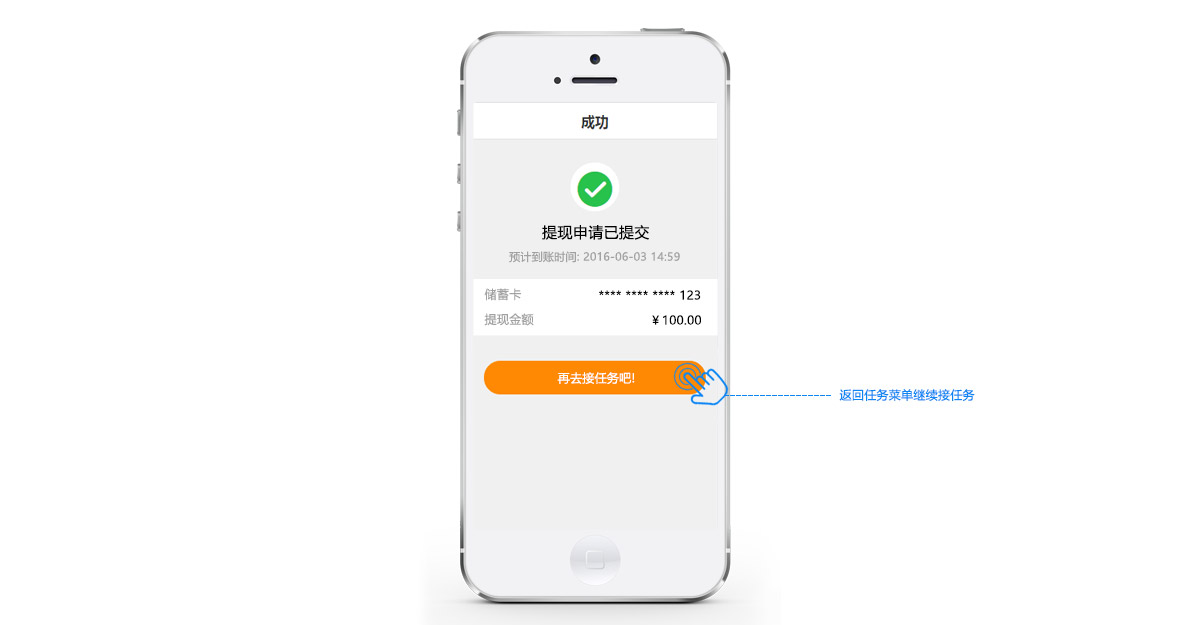 成功
提现申请已提交
预计到账时间: 2016-06-03 14:59
储蓄卡 **** **** **** 123
提现金额 ¥ 100.00
再去接任务吧!
返回任务菜单继续接任务